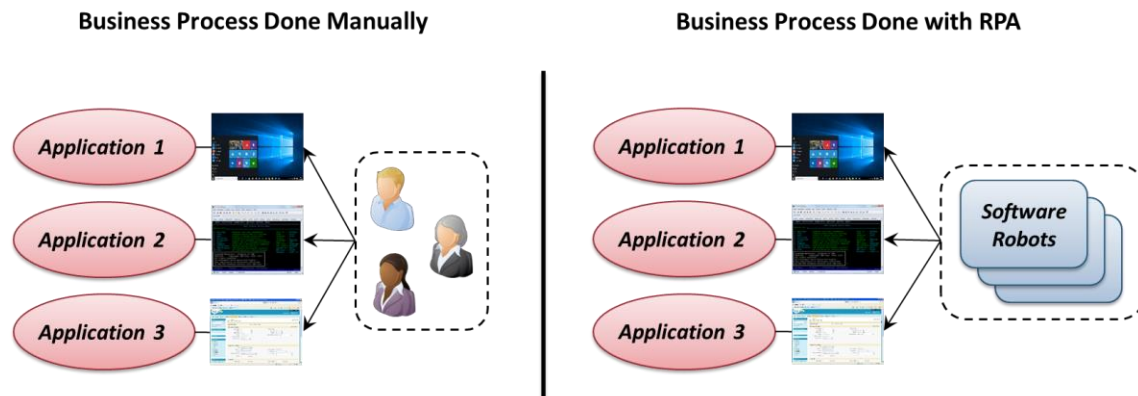 Business Process Done Manually
Business Process Done with RPA
Application 1
Application 2
Application 3
Application 1
Application 2
Application 3
Software
Robots